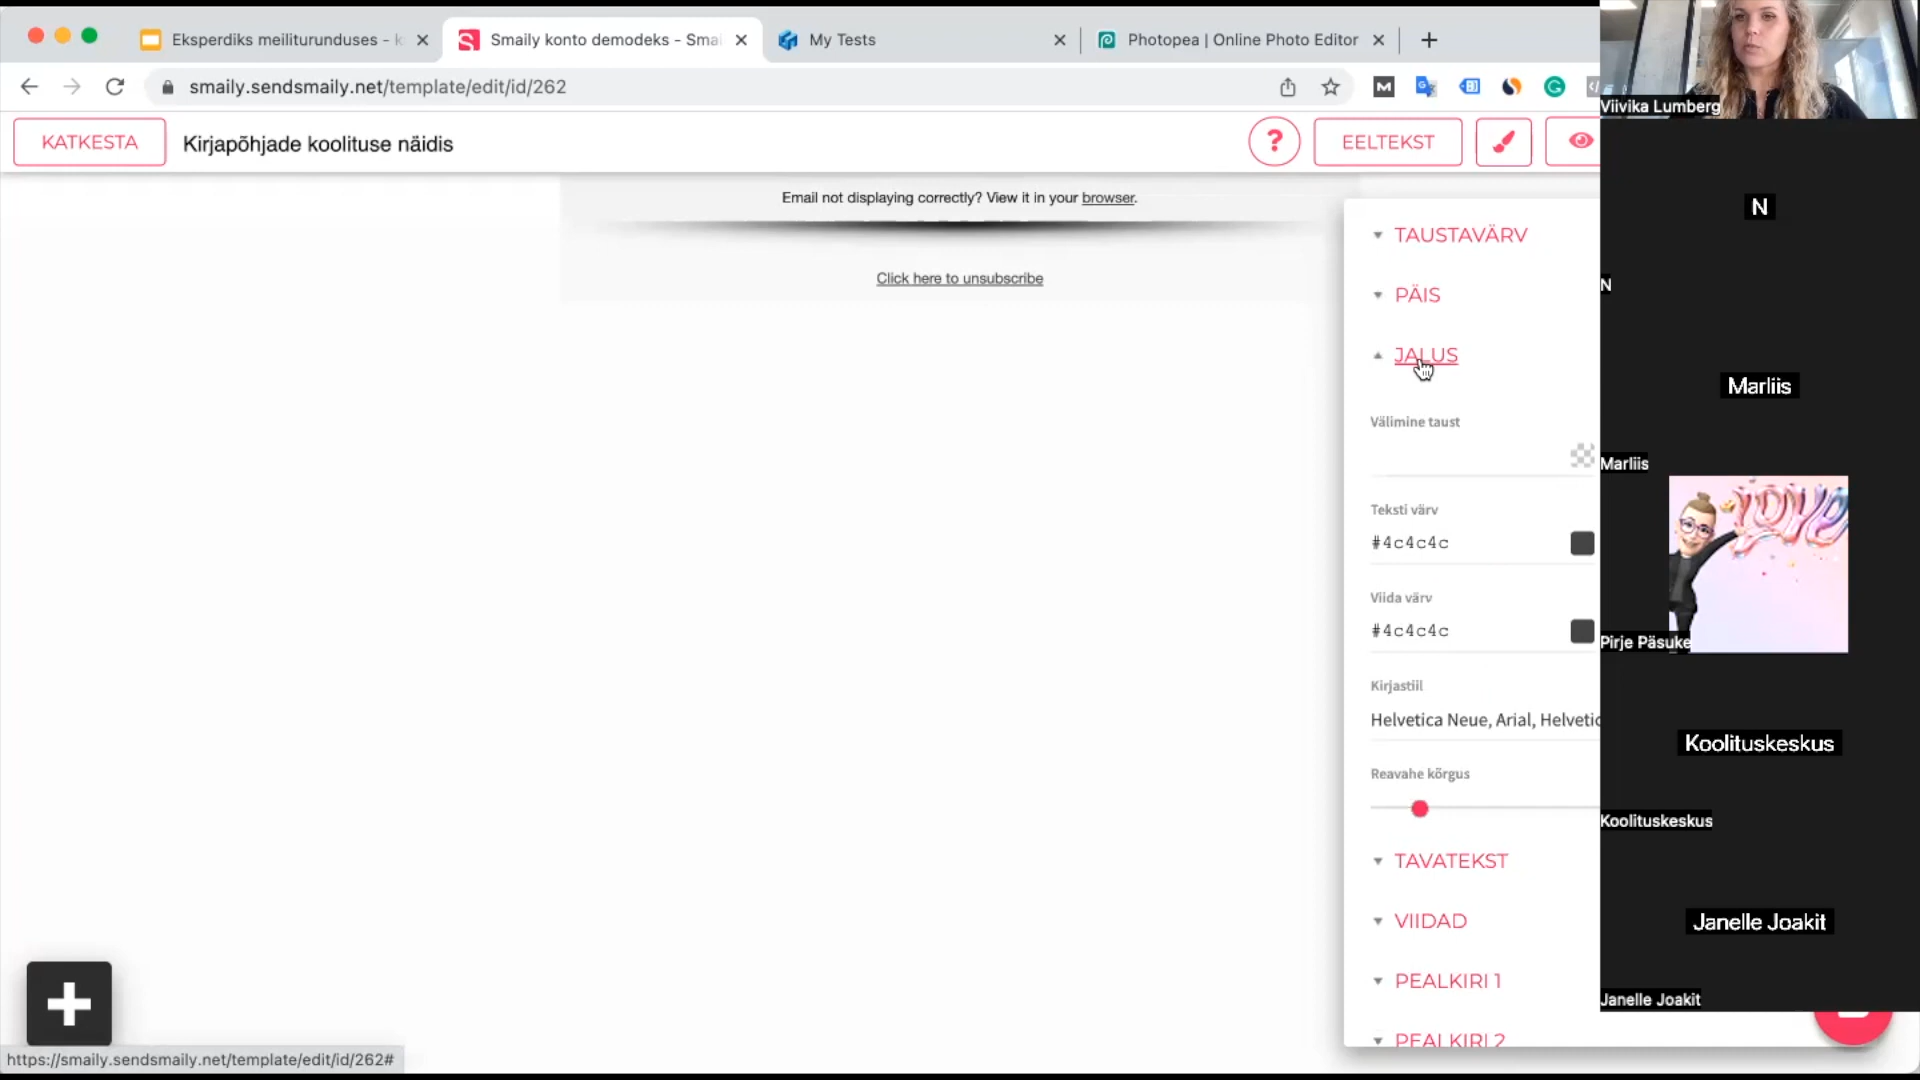 Eksperdiks meiliturunduses - k
Smaily konto demodeks - Smai
My Tests
Photopea | Online Photo Editor
smaily.sendsmaily.net/template/edit/id/262
KATKESTA
Kirjapõhjade koolituse näidis
?
EELTEKST
Email not displaying correctly? View it in your browser.
Click here to unsubscribe
TAUSTAVÄRV
PÄIS
JALUS
Välimine taust
Teksti värv
#4c4c4c
Viida värv
#4c4c4c
Kirjastiil
Helvetica Neue, Arial, Helvetic
Reavahe kõrgus
TAVATEKST
VIIDAD
PEALKIRI 1
PEALKIRI 2
https://smaily.sendsmaily.net/template/edit/id/262#
Viivika Lumberg
N
N
Marliis
Marliis
Pirje Päsuke
Koolituskeskus
Koolituskeskus
Janelle Joakit
Janelle Joakit